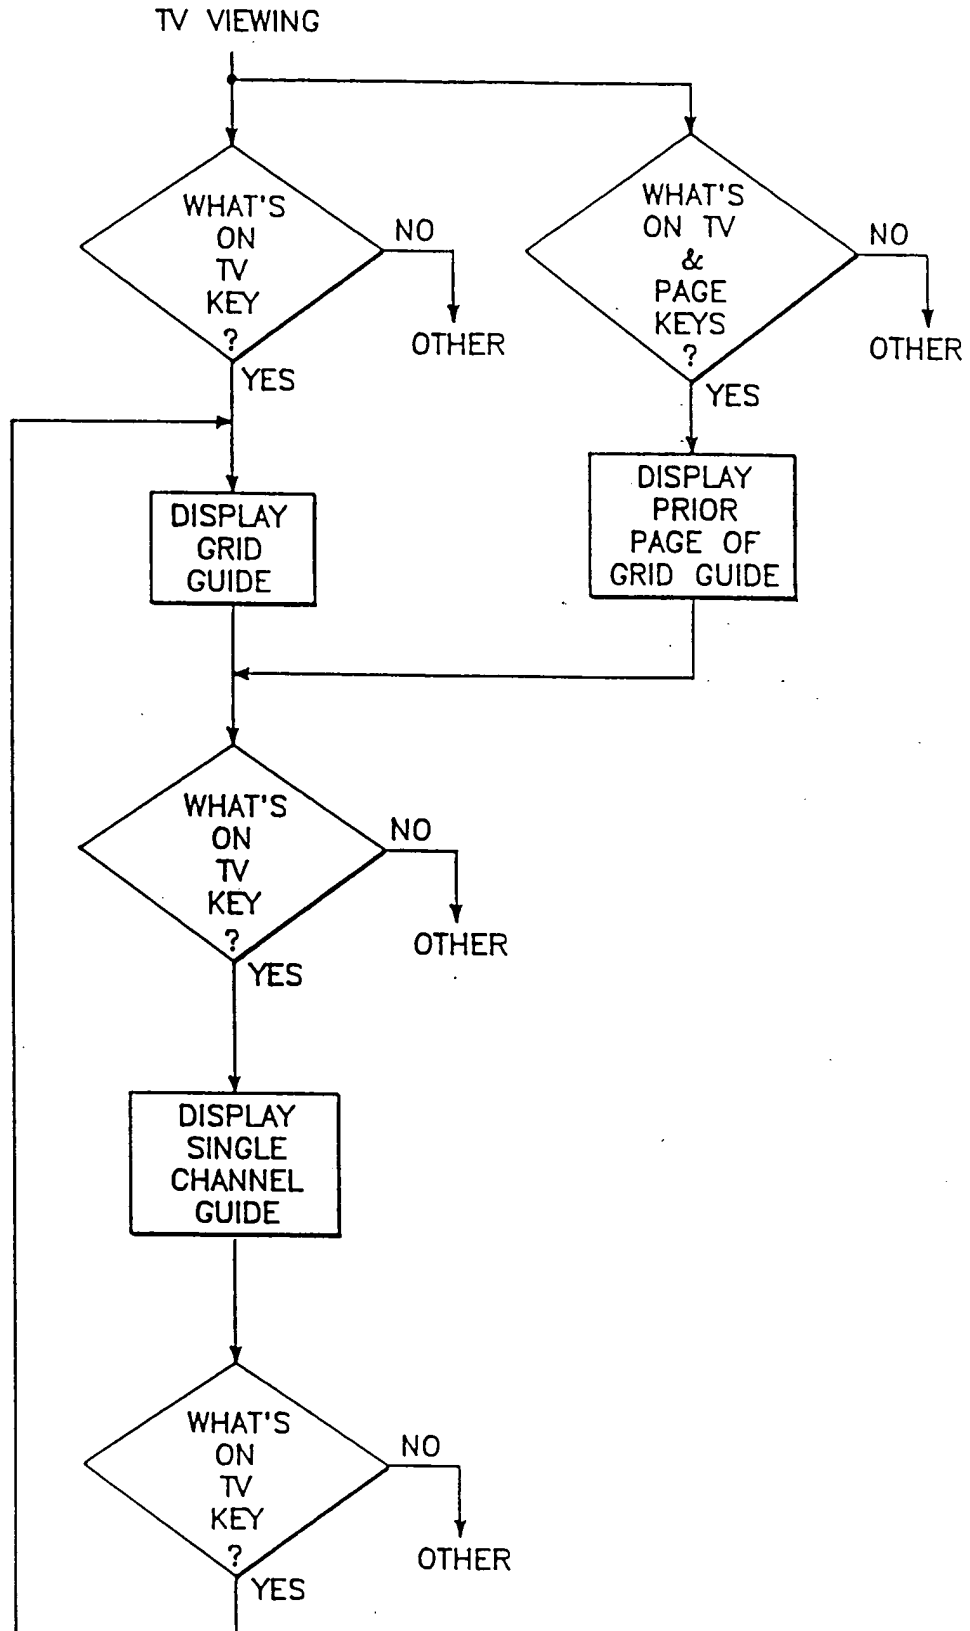 TV VIEWING
WHAT'S
ON
TV
KEY
?
NO
OTHER
YES
WHAT'S
ON TV
&
PAGE
KEYS
?
NO
OTHER
YES
DISPLAY
GRID
GUIDE
DISPLAY
PRIOR
PAGE OF
GRID GUIDE
WHAT'S
ON
TV
KEY
?
NO
OTHER
YES
DISPLAY
SINGLE
CHANNEL
GUIDE
WHAT'S
ON
TV
KEY
?
NO
OTHER
YES